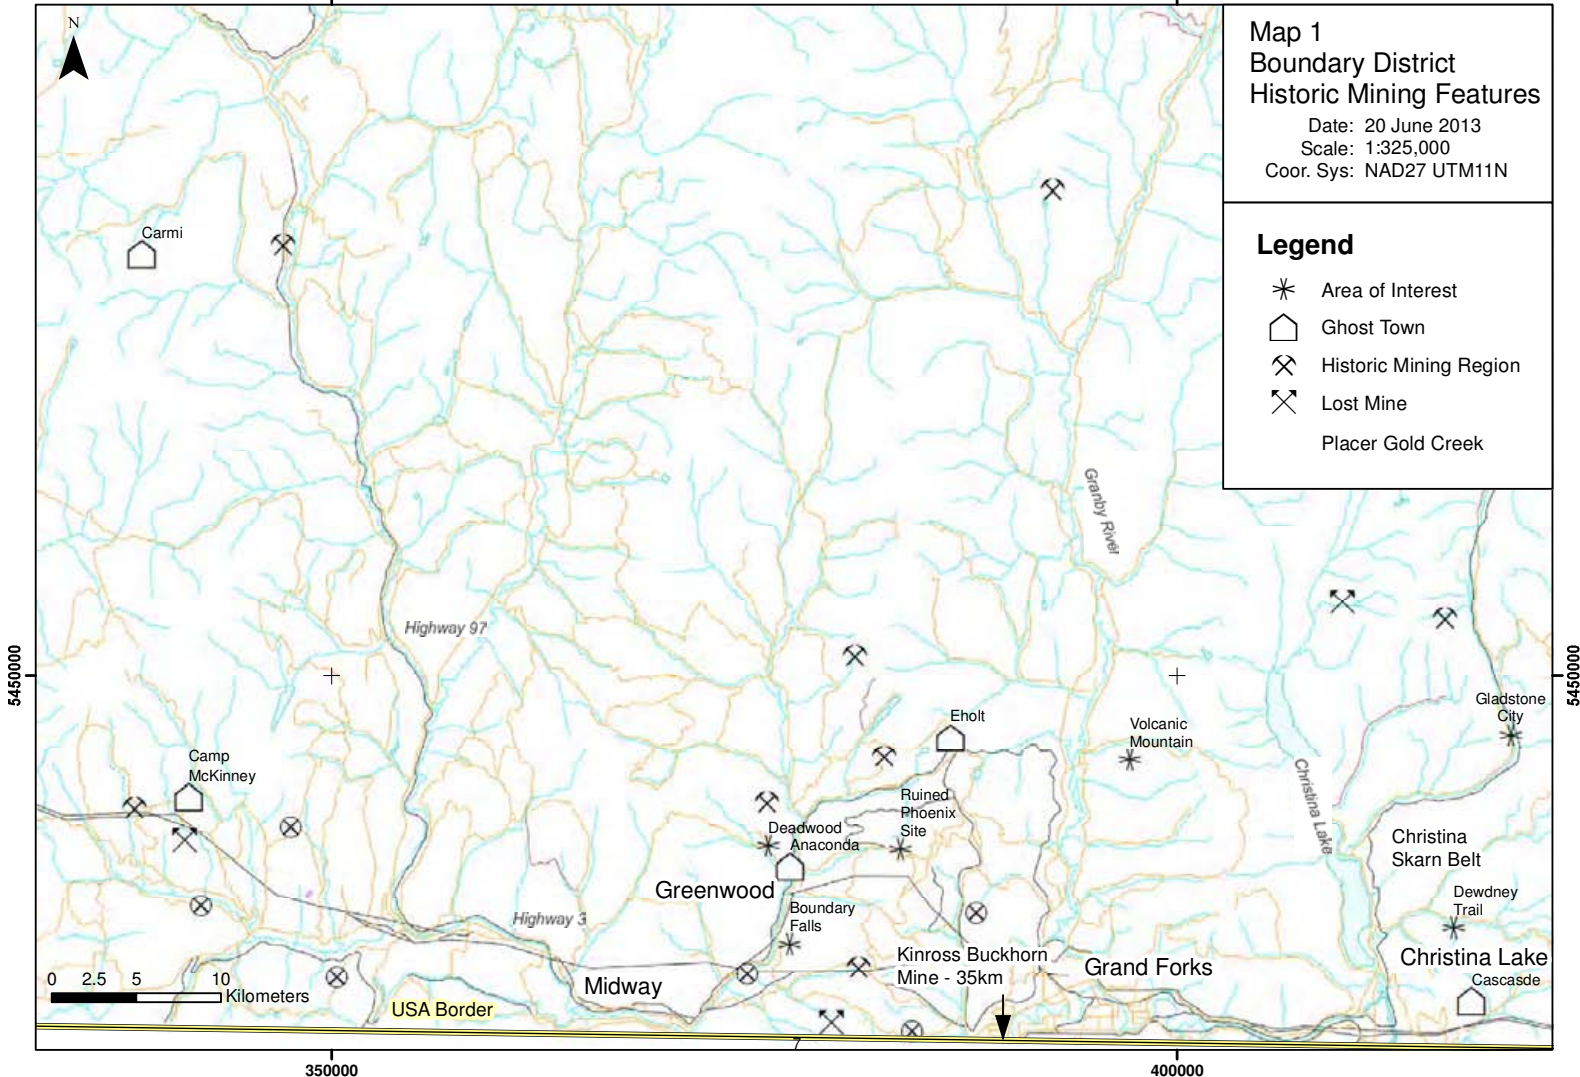 N
Map 1
Boundary District
Historic Mining Features
Date: 20 June 2013
Scale: 1:325,000
Coor. Sys: NAD27 UTM11N
Legend
Area of Interest
Ghost Town
Historic Mining Region
Lost Mine
Placer Gold Creek
Carmi
Granby River
Highway 97
5450000
5450000
Gladstone
City
Eholt
Volcanic
Mountain
Camp
McKinney
Christina Lake
Ruined
Phoenix
Site
Deadwood
Anaconda
Christina
Skarn Belt
Greenwood
Dewdney
Trail
Boundary
Falls
Highway 3
Kinross Buckhorn
Mine - 35km
Grand Forks
Christina Lake
Cascasde
Midway
0 2.5 5 10
Kilometers
USA Border
7
350000
400000